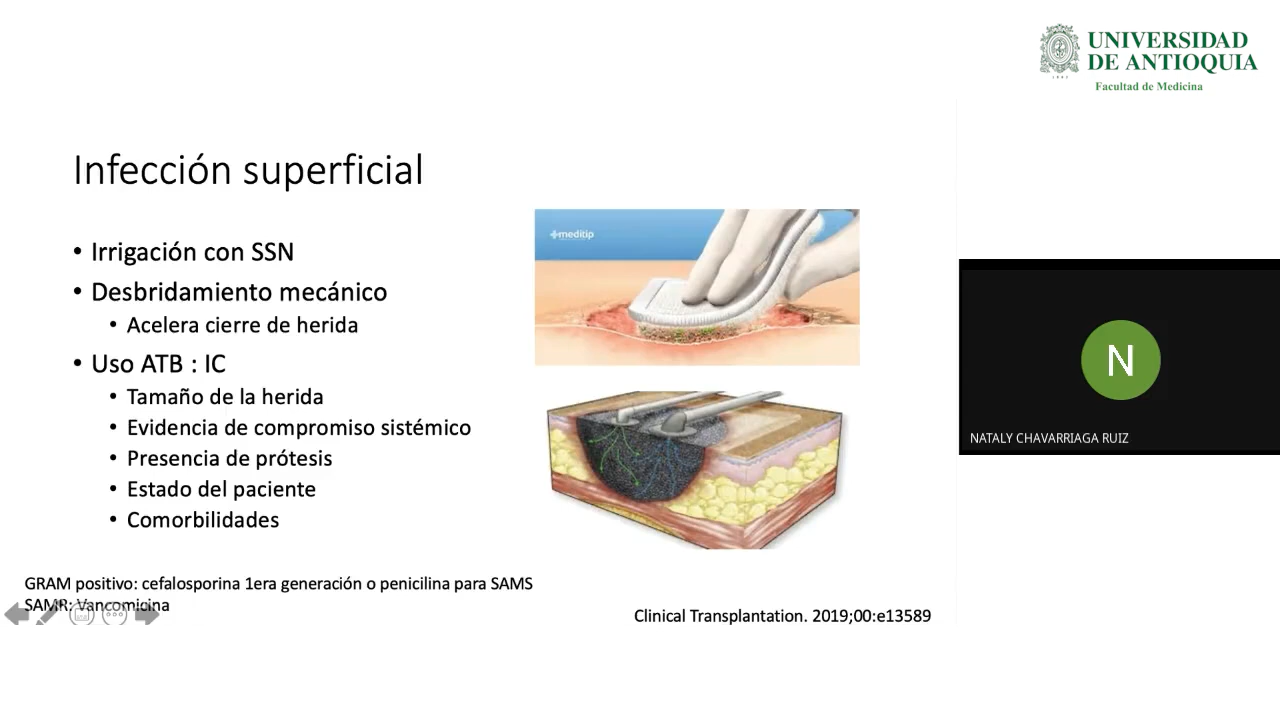 UNIVERSIDAD
DE ANTIOQUIA
Facultad de Medicina
Infección superficial
• Irrigación con SSN
• Desbridamiento mecánico
• Acelera cierre de herida
• Uso ATB : IC
• Tamaño de la herida
• Evidencia de compromiso sistémico
• Presencia de prótesis
• Estado del paciente
• Comorbilidades
meditip
GRAM positivo: cefalosporina 1era generación o penicilina para SAMS
SAMR: Vancomicina
Clinical Transplantation. 2019;00:e13589
N
NATALY CHAVARRIAGA RUIZ